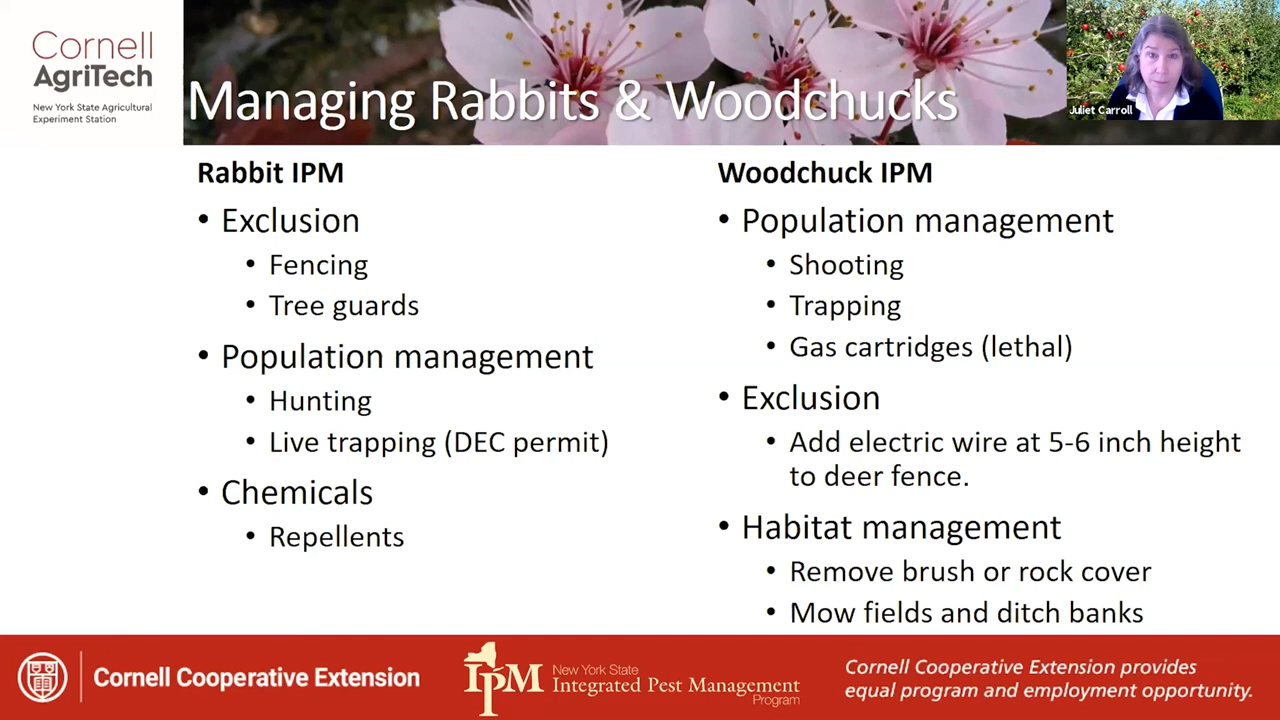 Cornell
AgriTech
New York State Agricultural
Experiment Station
Managing Rabbits & Woodchucks
Juliet Carroll
Rabbit IPM
• Exclusion
• Fencing
• Tree guards
• Population management
• Hunting
• Live trapping (DEC permit)
• Chemicals
• Repellents
Woodchuck IPM
• Population management
• Shooting
• Trapping
• Gas cartridges (lethal)
• Exclusion
• Add electric wire at 5-6 inch height
to deer fence.
• Habitat management
• Remove brush or rock cover
• Mow fields and ditch banks
Cornell Cooperative Extension
IPM
New York State
Integrated Pest Management
Program
Cornell Cooperative Extension provides
equal program and employment opportunity.